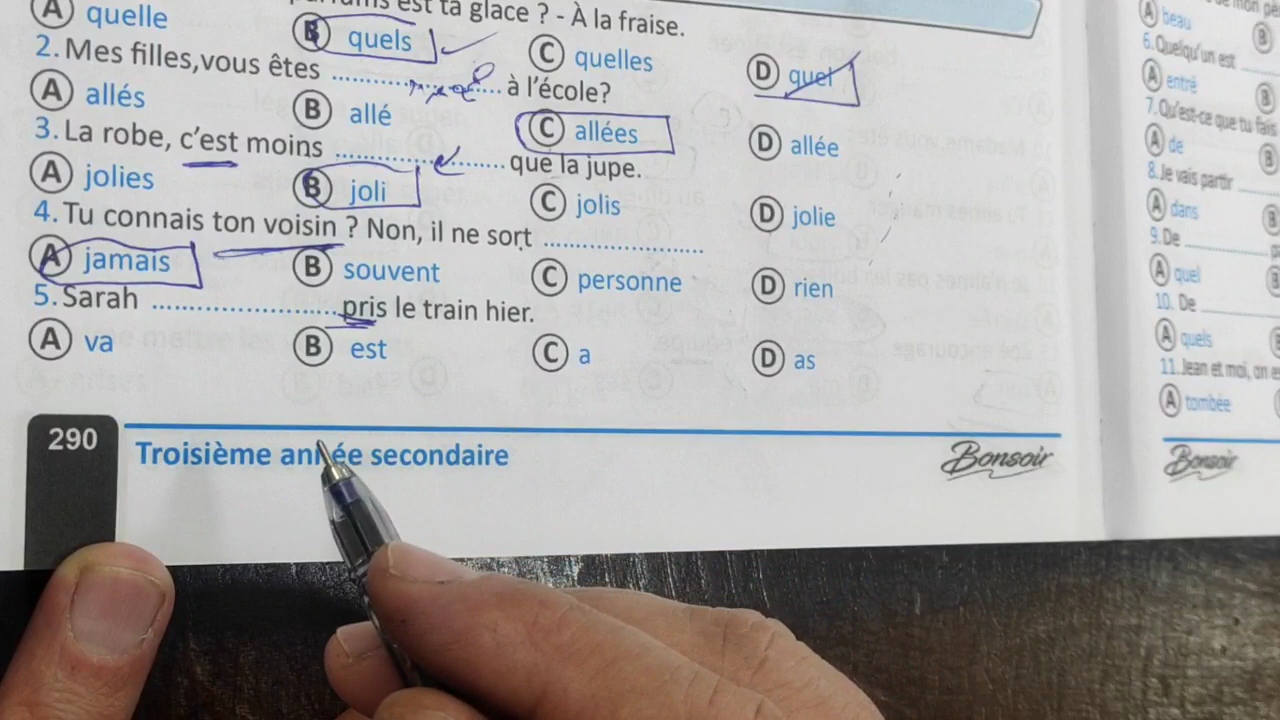 est ta glace ? - À la fraise.
A quelle B quels C quelles D quel
2. Mes filles,vous êtes .......................... à l'école?
A allés B allé C allées D allée
3. La robe, c'est moins .......................... que la jupe.
A jolies B joli C jolis D jolie
4. Tu connais ton voisin ? Non, il ne sort ........................
A jamais B souvent C personne D rien
5. Sarah ............................ pris le train hier.
A va B est C a D as
290
Troisième année secondaire
Bonsoir
A beau B
6. Quelqu'un est
A entré B
7. Qu'est-ce que tu fais
A de B
8. Je vais partir
A dans B
9. De
A quel B
10. De
A quels
11. Jean et moi, on
A tombée
Bonsoir